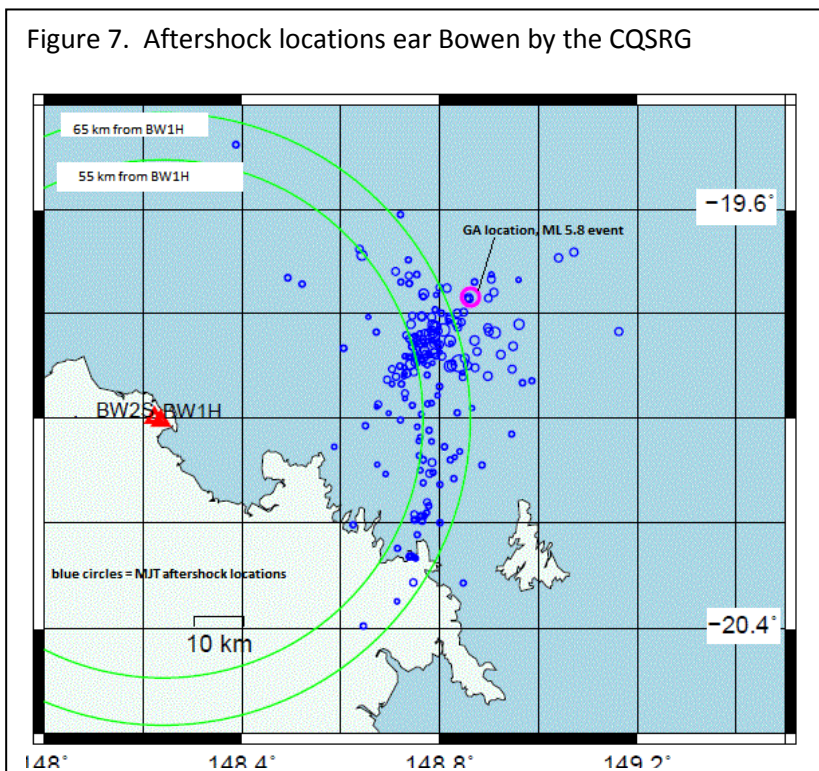 Figure 7. Aftershock locations ear Bowen by the CQSRG
65 km from BW1H
55 km from BW1H
−19.6°
GA location, ML 5.8 event
BW2S BW1H
blue circles = MJT aftershock locations
10 km
−20.4°
148° 148.4° 148.8° 149.2°